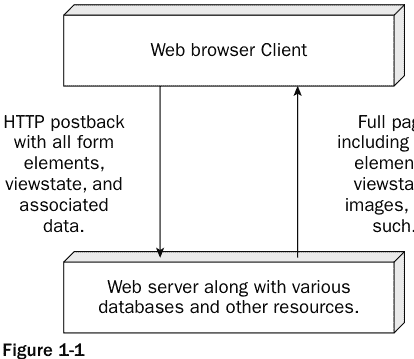 Web browser Client
HTTP postback
with all form
elements,
viewstate, and
associated
data.
Full
including
images,
such.
Web server along with various
databases and other resources.
Figure 1-1